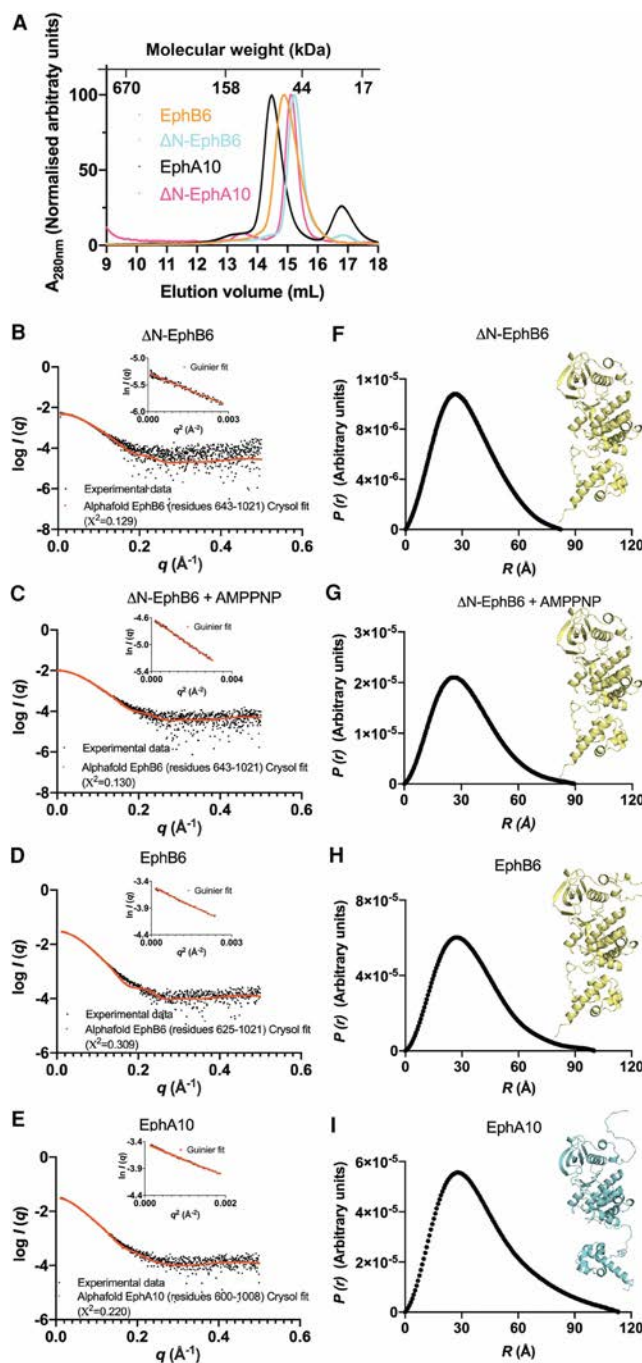 A
Molecular weight (kDa)
670 158 44 17
A280nm (Normalised arbitraty units)
100
50
0
EphB6
ΔN-EphB6
EphA10
ΔN-EphA10
9 10 11 12 13 14 15 16 17 18
Elution volume (mL)
B
ΔN-EphB6
log I (q)
0
-2
-4
-6
-8
ln I (q)
-5.0
-5.5
-6.0
Guinier fit
0.000 0.002 0.004
q² (Å⁻²)
Experimental data
Alphafold EphB6 (residues 643-1021) Crysol fit
(X²=0.129)
0.0 0.2 0.4 0.6
q (Å⁻¹)
F
ΔN-EphB6
P (r) (Arbitrary units)
1×10⁻⁵
8×10⁻⁶
4×10⁻⁶
0
0 30 60 90 120
R (Å)
C
ΔN-EphB6 + AMPPNP
log I (q)
0
-2
-4
-6
-8
ln I (q)
-4.6
-5.0
-5.4
Guinier fit
0.000 0.004
q² (Å⁻²)
Experimental data
Alphafold EphB6 (residues 643-1021) Crysol fit
(X²=0.130)
0.0 0.2 0.4 0.6
q (Å⁻¹)
G
ΔN-EphB6 + AMPPNP
P (r) (Arbitrary units)
3×10⁻⁵
2×10⁻⁵
1×10⁻⁵
0
0 30 60 90 120
R (Å)
D
EphB6
log I (q)
0
-2
-4
-6
ln I (q)
-3.4
-3.9
-4.4
Guinier fit
0.000 0.003
q² (Å⁻²)
Experimental data
Alphafold EphB6 (residues 625-1021) Crysol fit
(X²=0.309)
0.0 0.2 0.4 0.6
q (Å⁻¹)
H
EphB6
P (r) (Arbitrary units)
8×10⁻⁵
4×10⁻⁵
0
0 30 60 90 120
R (Å)
E
EphA10
log I (q)
0
-2
-4
-6
ln I (q)
-3.4
-3.9
-4.4
Guinier fit
0.000 0.002
q² (Å⁻²)
Experimental data
Alphafold EphA10 (residues 600-1008) Crysol fit
(X²=0.220)
0.0 0.2 0.4 0.6
q (Å⁻¹)
I
EphA10
P (r) (Arbitrary units)
6×10⁻⁵
4×10⁻⁵
2×10⁻⁵
0
0 30 60 90 120
R (Å)